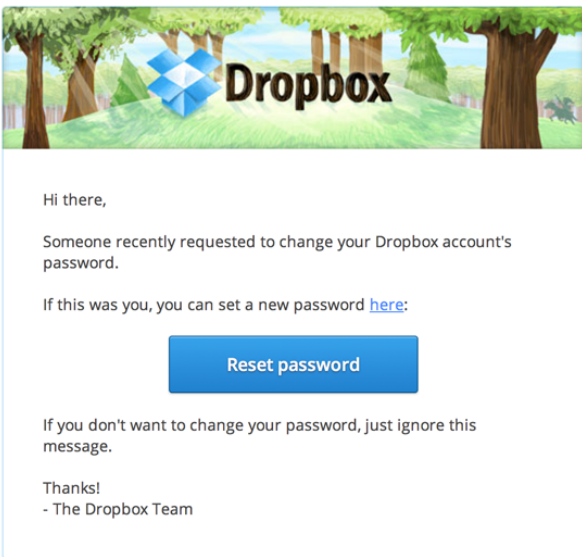 Dropbox
Hi there,
Someone recently requested to change your Dropbox account's
password.
If this was you, you can set a new password here:
Reset password
If you don't want to change your password, just ignore this
message.
Thanks!
- The Dropbox Team